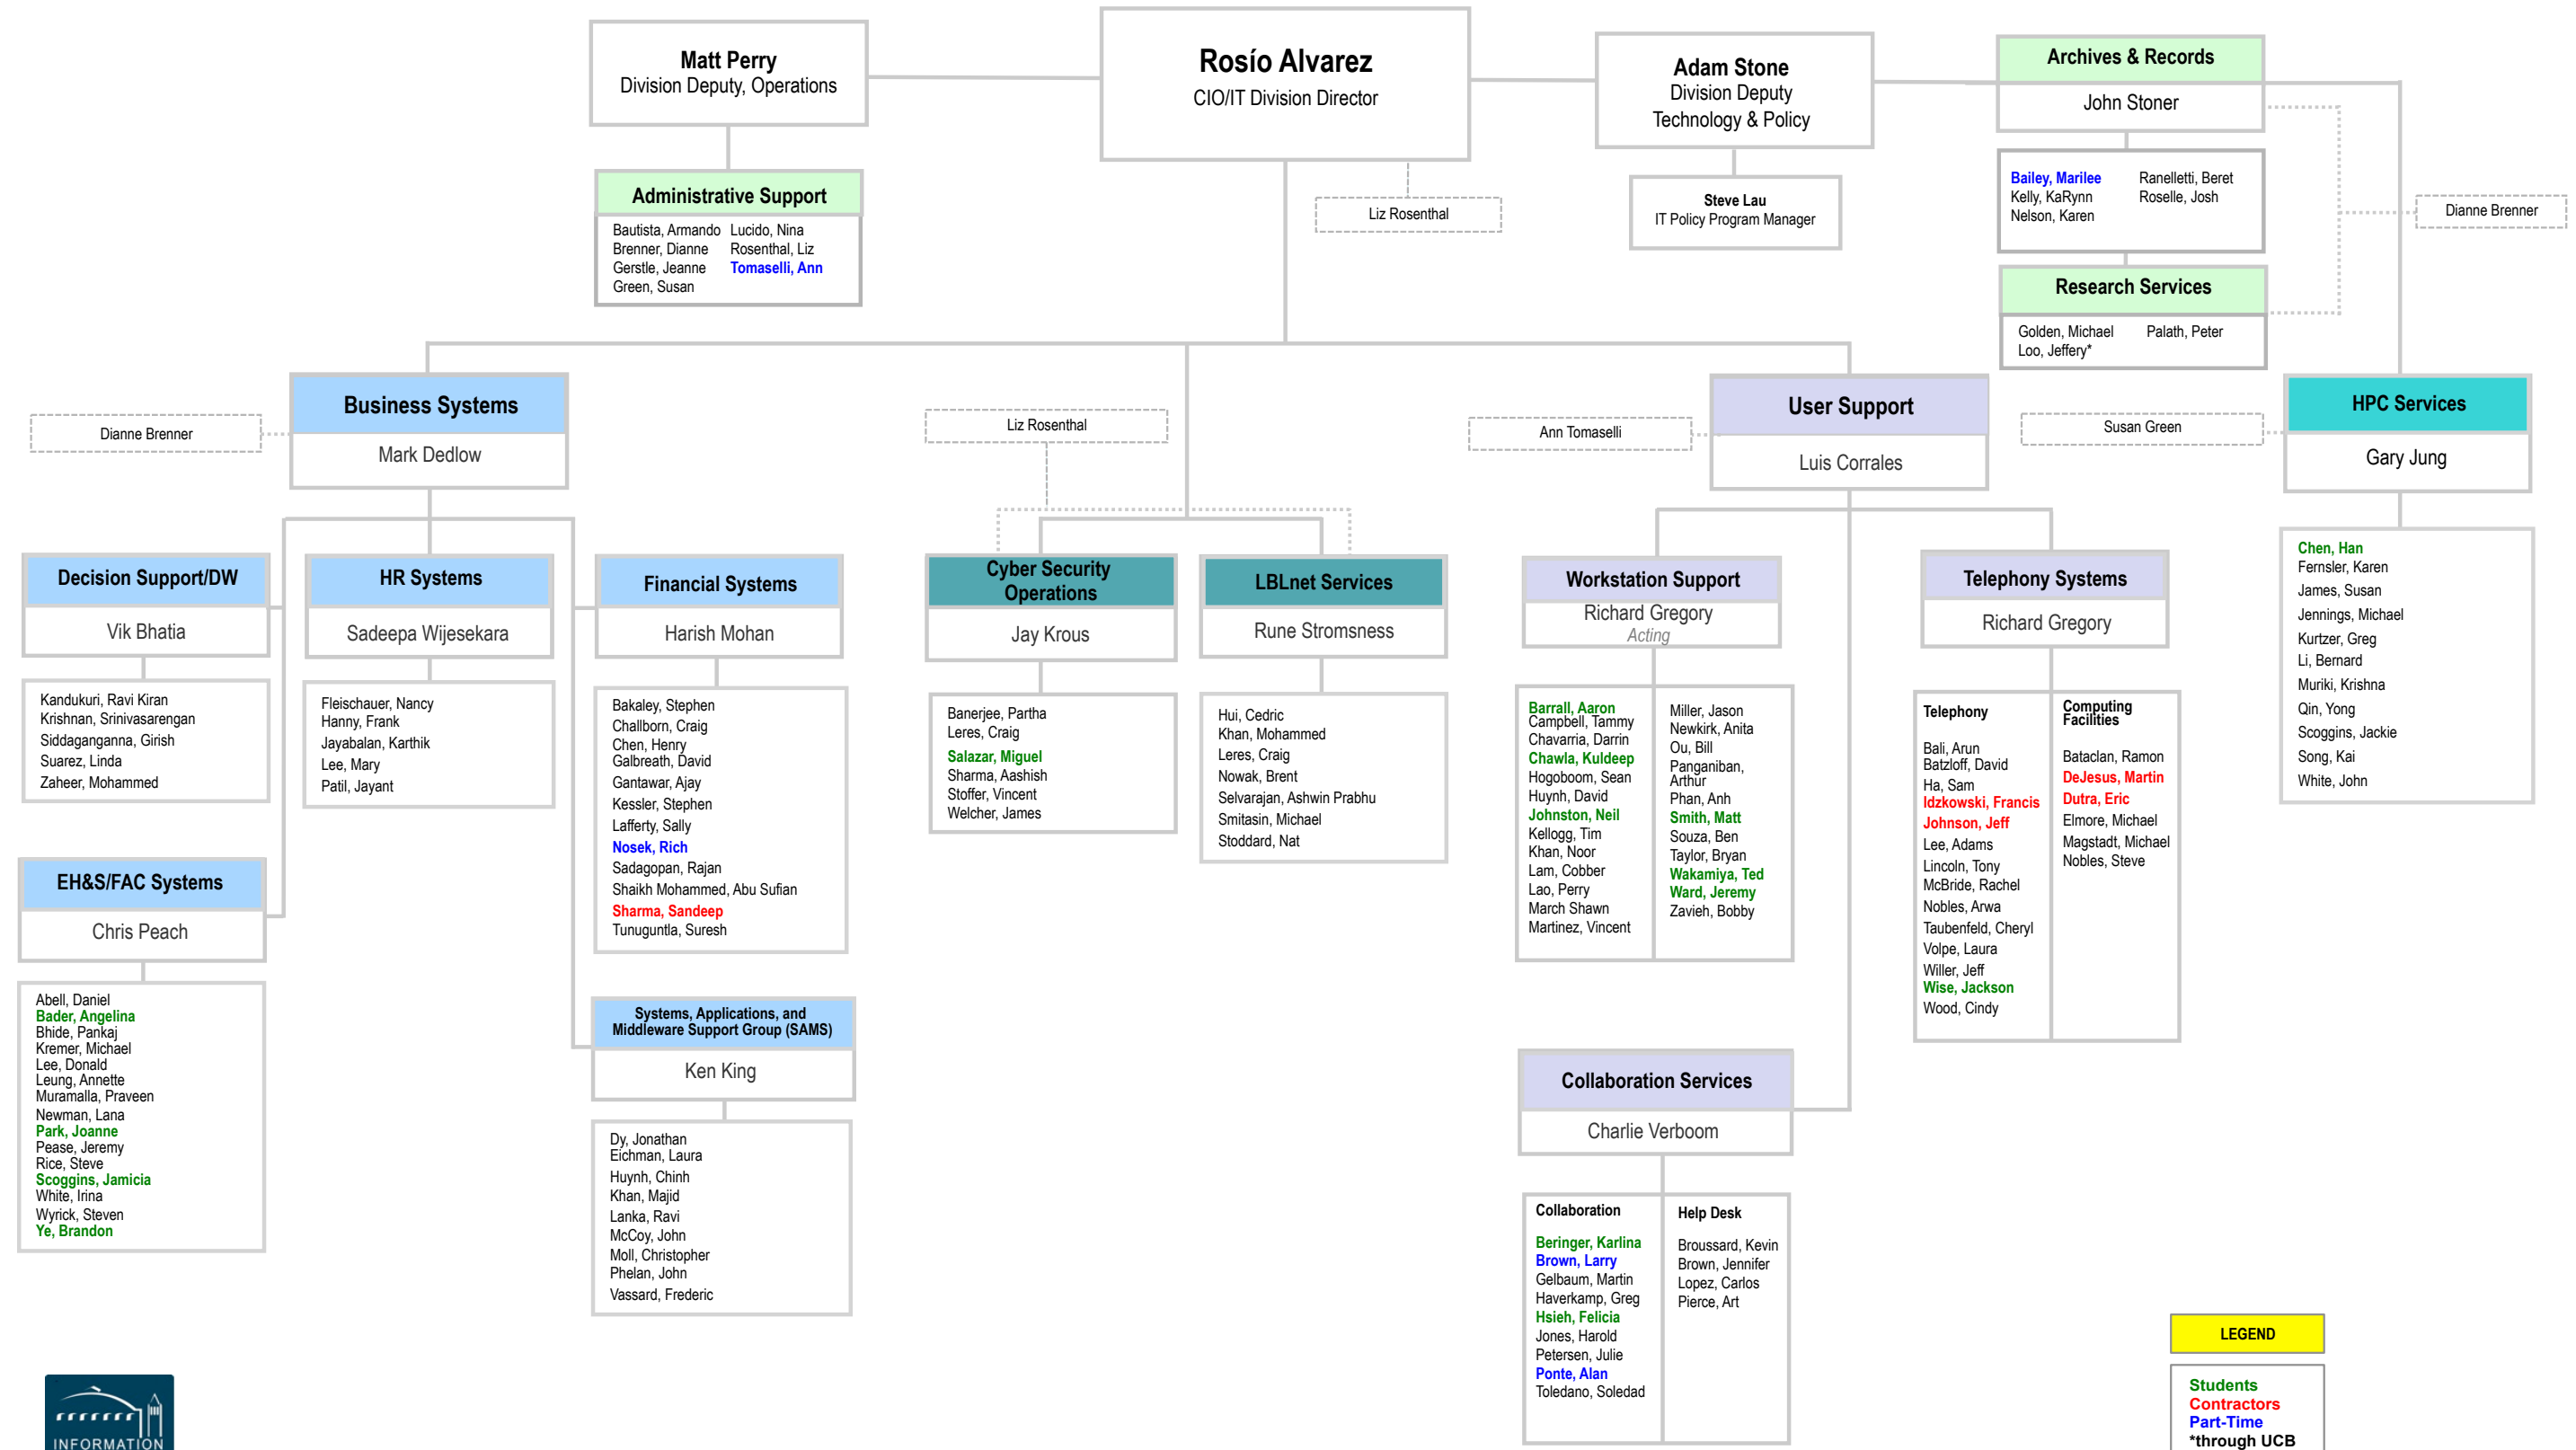 Matt Perry
Division Deputy, Operations
Rosío Alvarez
CIO/IT Division Director
Adam Stone
Division Deputy
Technology & Policy
Archives & Records
John Stoner
Bailey, Marilee
Kelly, KaRynn
Nelson, Karen
Ranelletti, Beret
Roselle, Josh
Dianne Brenner
Administrative Support
Bautista, Armando
Brenner, Dianne
Gerstle, Jeanne
Green, Susan
Lucido, Nina
Rosenthal, Liz
Tomaselli, Ann
Liz Rosenthal
Steve Lau
IT Policy Program Manager
Research Services
Golden, Michael
Loo, Jeffery*
Palath, Peter
Business Systems
Mark Dedlow
Dianne Brenner
Liz Rosenthal
Ann Tomaselli
User Support
Luis Corrales
Susan Green
HPC Services
Gary Jung
Chen, Han
Fernsler, Karen
James, Susan
Jennings, Michael
Kurtzer, Greg
Li, Bernard
Muriki, Krishna
Qin, Yong
Scoggins, Jackie
Song, Kai
White, John
Decision Support/DW
Vik Bhatia
Kandukuri, Ravi Kiran
Krishnan, Srinivasarengan
Siddaganganna, Girish
Suarez, Linda
Zaheer, Mohammed
HR Systems
Sadeepa Wijesekara
Fleischauer, Nancy
Hanny, Frank
Jayabalan, Karthik
Lee, Mary
Patil, Jayant
Financial Systems
Harish Mohan
Bakaley, Stephen
Challborn, Craig
Chen, Henry
Galbreath, David
Gantawar, Ajay
Kessler, Stephen
Lafferty, Sally
Nosek, Rich
Sadagopan, Rajan
Shaikh Mohammed, Abu Sufian
Sharma, Sandeep
Tunuguntla, Suresh
Cyber Security
Operations
Jay Krous
Banerjee, Partha
Leres, Craig
Salazar, Miguel
Sharma, Aashish
Stoffer, Vincent
Welcher, James
LBLnet Services
Rune Stromsness
Hui, Cedric
Khan, Mohammed
Leres, Craig
Nowak, Brent
Selvarajan, Ashwin Prabhu
Smitasin, Michael
Stoddard, Nat
Workstation Support
Richard Gregory
Acting
Barrall, Aaron
Campbell, Tammy
Chavarria, Darrin
Chawla, Kuldeep
Hogoboom, Sean
Huynh, David
Johnston, Neil
Kellogg, Tim
Khan, Noor
Lam, Cobber
Lao, Perry
March Shawn
Martinez, Vincent
Miller, Jason
Newkirk, Anita
Ou, Bill
Panganiban,
Arthur
Phan, Anh
Smith, Matt
Souza, Ben
Taylor, Bryan
Wakamiya, Ted
Ward, Jeremy
Zavieh, Bobby
Telephony Systems
Richard Gregory
Telephony
Bali, Arun
Batzloff, David
Ha, Sam
Idzkowski, Francis
Johnson, Jeff
Lee, Adams
Lincoln, Tony
McBride, Rachel
Nobles, Arwa
Taubenfeld, Cheryl
Volpe, Laura
Willer, Jeff
Wise, Jackson
Wood, Cindy
Computing
Facilities
Bataclan, Ramon
DeJesus, Martin
Dutra, Eric
Elmore, Michael
Magstadt, Michael
Nobles, Steve
EH&S/FAC Systems
Chris Peach
Abell, Daniel
Bader, Angelina
Bhide, Pankaj
Kremer, Michael
Lee, Donald
Leung, Annette
Muramalla, Praveen
Newman, Lana
Park, Joanne
Pease, Jeremy
Rice, Steve
Scoggins, Jamicia
White, Irina
Wyrick, Steven
Ye, Brandon
Systems, Applications, and
Middleware Support Group (SAMS)
Ken King
Dy, Jonathan
Eichman, Laura
Huynh, Chinh
Khan, Majid
Lanka, Ravi
McCoy, John
Moll, Christopher
Phelan, John
Vassard, Frederic
Collaboration Services
Charlie Verboom
Collaboration
Beringer, Karlina
Brown, Larry
Gelbaum, Martin
Haverkamp, Greg
Hsieh, Felicia
Jones, Harold
Petersen, Julie
Ponte, Alan
Toledano, Soledad
Help Desk
Broussard, Kevin
Brown, Jennifer
Lopez, Carlos
Pierce, Art
LEGEND
Students
Contractors
Part-Time
*through UCB
INFORMATION